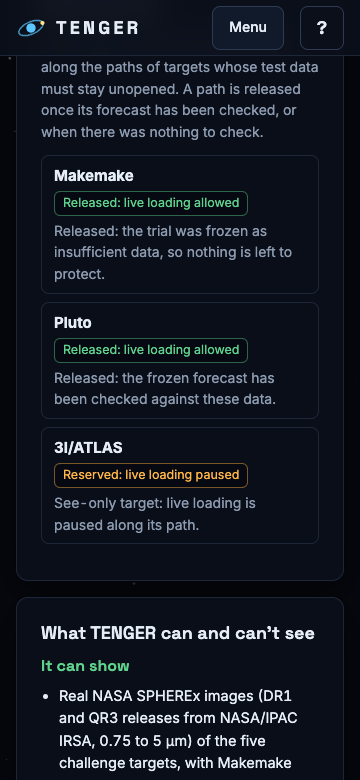 TENGER
Menu
?
along the paths of targets whose test data
must stay unopened. A path is released
once its forecast has been checked, or
when there was nothing to check.
Makemake
Released: live loading allowed
Released: the trial was frozen as
insufficient data, so nothing is left to
protect.
Pluto
Released: live loading allowed
Released: the frozen forecast has
been checked against these data.
3I/ATLAS
Reserved: live loading paused
See-only target: live loading is
paused along its path.
What TENGER can and can't see
It can show
• Real NASA SPHEREx images (DR1
and QR3 releases from NASA/IPAC
IRSA, 0.75 to 5 µm) of the five
challenge targets, with Makemake